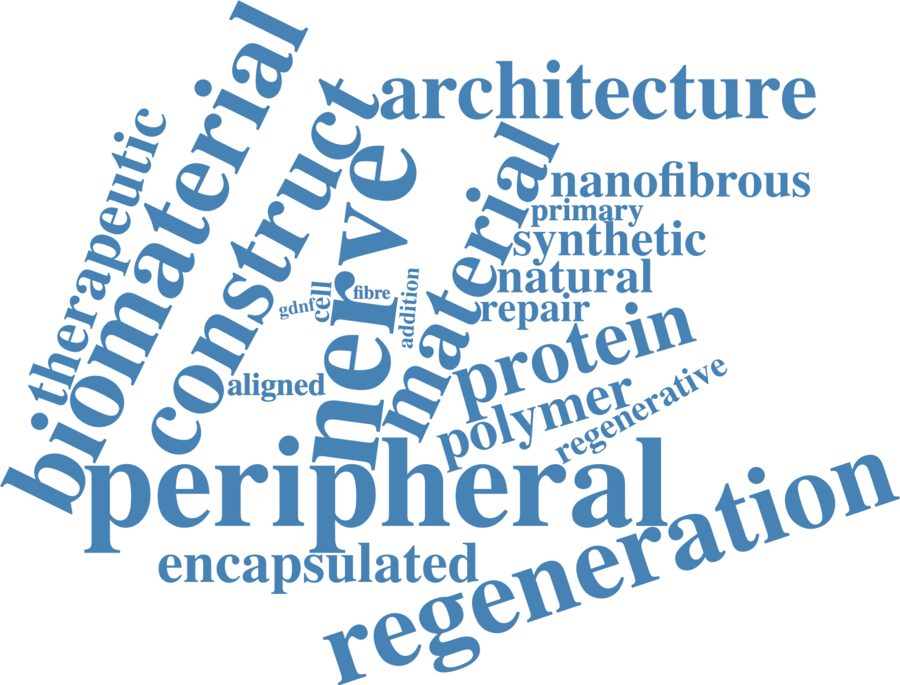 biomaterial
therapeutic
construct
architecture
nerve
material
nanofibrous
primary
synthetic
natural
repair
cell
fibre
gdnf
addition
aligned
protein
polymer
regenerative
peripheral
encapsulated
regeneration